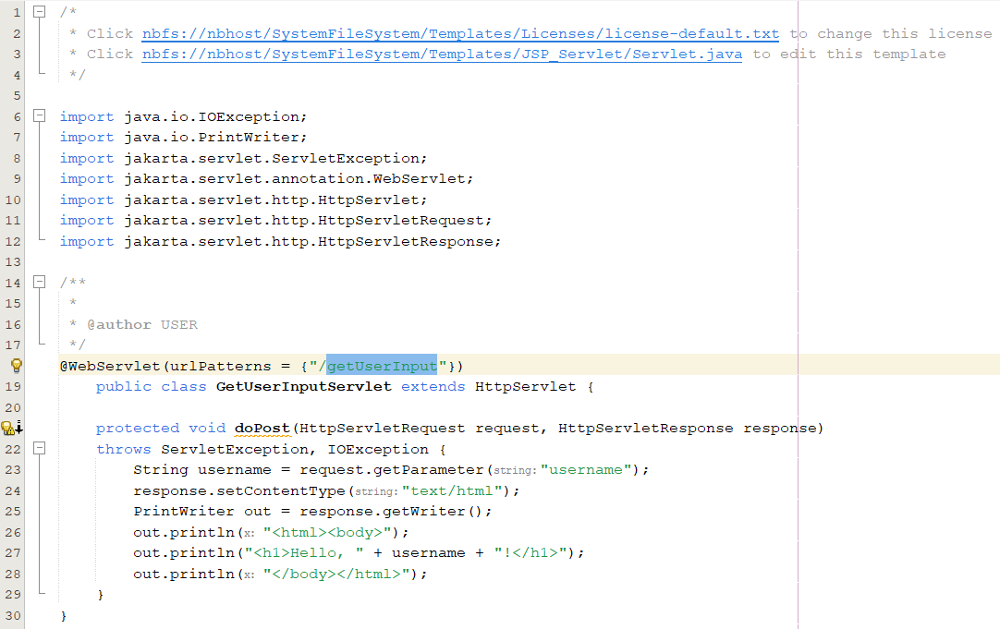 1 /*
2 * Click nbfs://nbhost/SystemFileSystem/Templates/Licenses/license-default.txt to change this license
3 * Click nbfs://nbhost/SystemFileSystem/Templates/JSP_Servlet/Servlet.java to edit this template
4 */
5
6 import java.io.IOException;
7 import java.io.PrintWriter;
8 import jakarta.servlet.ServletException;
9 import jakarta.servlet.annotation.WebServlet;
10 import jakarta.servlet.http.HttpServlet;
11 import jakarta.servlet.http.HttpServletRequest;
12 import jakarta.servlet.http.HttpServletResponse;
13
14 /**
15 *
16 * @author USER
17 */
@WebServlet(urlPatterns = {"/getUserInput"})
19 public class GetUserInputServlet extends HttpServlet {
20
protected void doPost(HttpServletRequest request, HttpServletResponse response)
22 throws ServletException, IOException {
23 String username = request.getParameter(string: "username");
24 response.setContentType(string: "text/html");
25 PrintWriter out = response.getWriter();
26 out.println(x: "<html><body>");
27 out.println("<h1>Hello, " + username + "!</h1>");
28 out.println(x: "</body></html>");
29 }
30 }